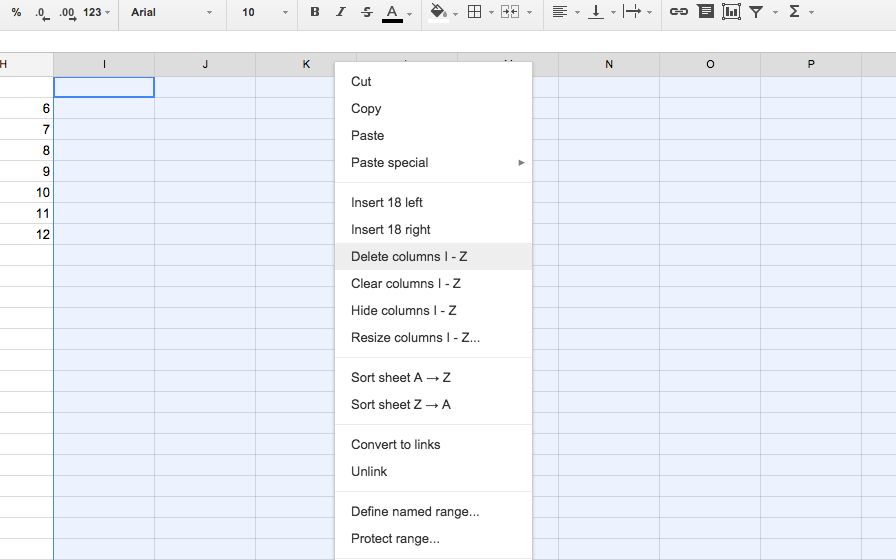 % .0 .00 123 Arial 10 B I S A Σ
H I J K N O P
Cut
Copy
6
Paste
7
8
Paste special
9
10
Insert 18 left
11
Insert 18 right
12
Delete columns I - Z
Clear columns I - Z
Hide columns I - Z
Resize columns I - Z...
Sort sheet A → Z
Sort sheet Z → A
Convert to links
Unlink
Define named range...
Protect range...